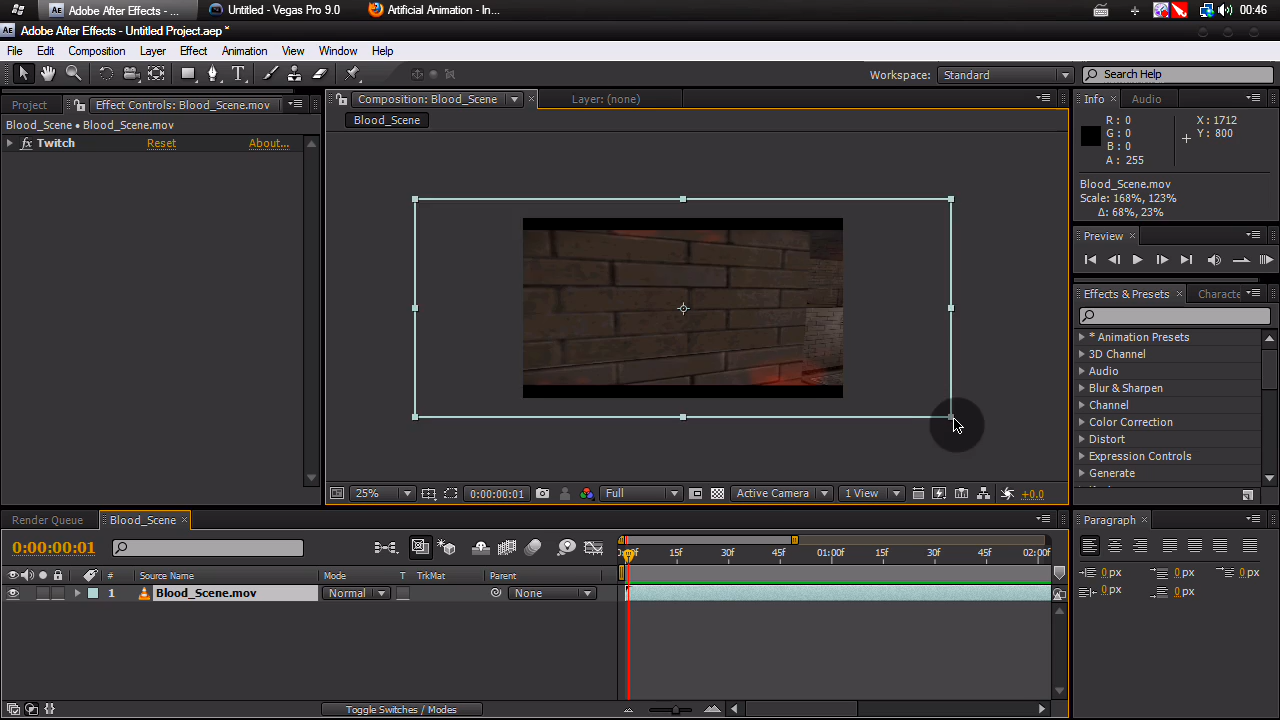 Adobe After Effects - ...
Untitled - Vegas Pro 9.0
Artificial Animation - In...
00:46
Adobe After Effects - Untitled Project.aep *
File Edit Composition Layer Effect Animation View Window Help
Workspace: Standard
Search Help
Project
Effect Controls: Blood_Scene.mov
Composition: Blood_Scene
Layer: (none)
Info
Audio
Blood_Scene • Blood_Scene.mov
Blood_Scene
R : 0
G : 0
B : 0
A : 255
X : 1712
Y : 800
fx Twitch
Reset
About...
Blood_Scene.mov
Scale: 168%, 123%
Δ: 68%, 23%
Preview
Effects & Presets
* Animation Presets
3D Channel
Audio
Blur & Sharpen
Channel
Color Correction
Distort
Expression Controls
Generate
25%
0:00:00:01
Full
Active Camera
1 View
+0.0
Render Queue
Blood_Scene
Paragraph
0:00:00:01
15f 30f 45f 01:00f 15f 30f 45f 02:00f
# Source Name Mode T TrkMat Parent
1 Blood_Scene.mov Normal None
0 px 0 px 0 px
0 px 0 px
Toggle Switches / Modes